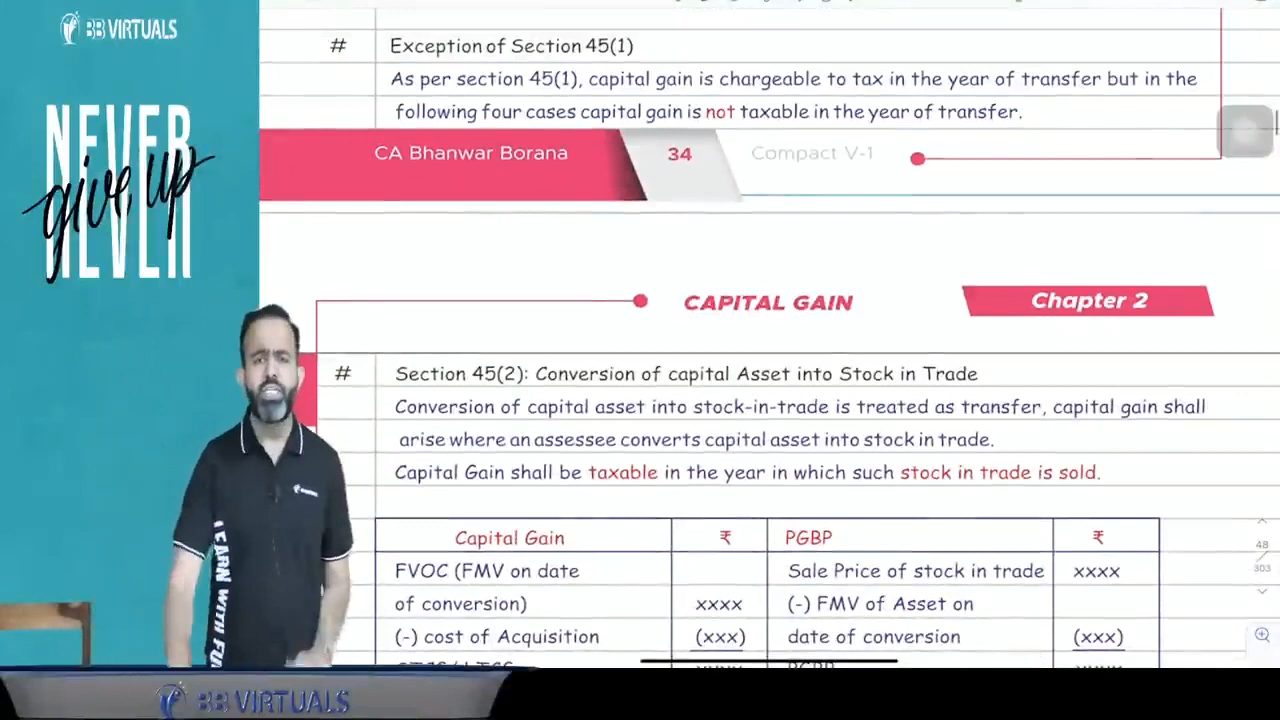 BB VIRTUALS
NEVER
give up
NEVER
# Exception of Section 45(1)
As per section 45(1), capital gain is chargeable to tax in the year of transfer but in the
following four cases capital gain is not taxable in the year of transfer.
CA Bhanwar Borana 34 Compact V-1
CAPITAL GAIN Chapter 2
# Section 45(2): Conversion of capital Asset into Stock in Trade
Conversion of capital asset into stock-in-trade is treated as transfer, capital gain shall
arise where an assessee converts capital asset into stock in trade.
Capital Gain shall be taxable in the year in which such stock in trade is sold.
Capital Gain ₹ PGBP ₹
FVOC (FMV on date Sale Price of stock in trade xxxx
of conversion) xxxx (-) FMV of Asset on
(-) cost of Acquisition (xxx) date of conversion (xxx)
48
303
LEARN WITH FUN
BB VIRTUALS